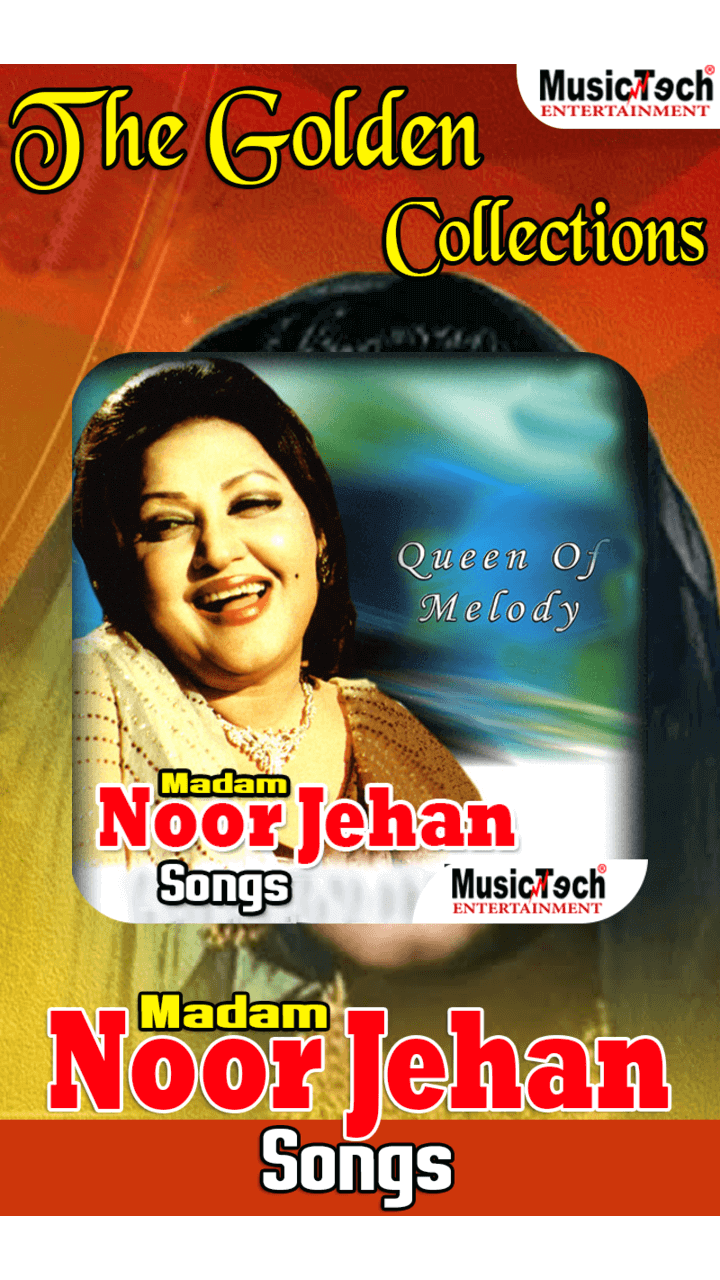 MusicTech®
ENTERTAINMENT
The Golden
Collections
Queen Of
Melody
Madam
Noor Jehan
Songs
MusicTech®
ENTERTAINMENT
Madam
Noor Jehan
Songs